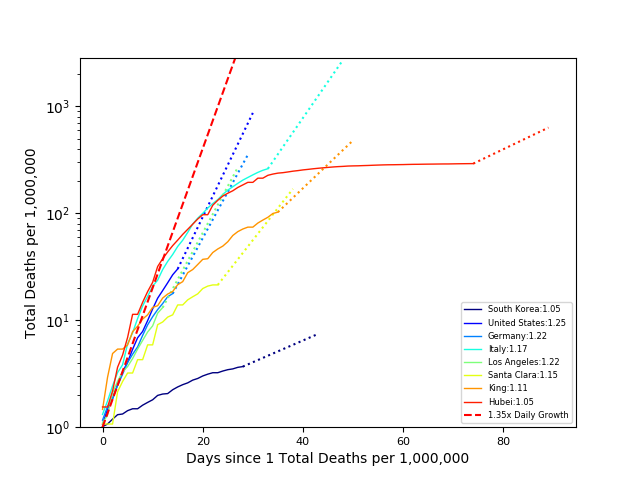 Total Deaths per 1,000,000
10³
10²
10¹
10⁰
0
20
40
60
80
Days since 1 Total Deaths per 1,000,000
South Korea:1.05
United States:1.25
Germany:1.22
Italy:1.17
Los Angeles:1.22
Santa Clara:1.15
King:1.11
Hubei:1.05
1.35x Daily Growth